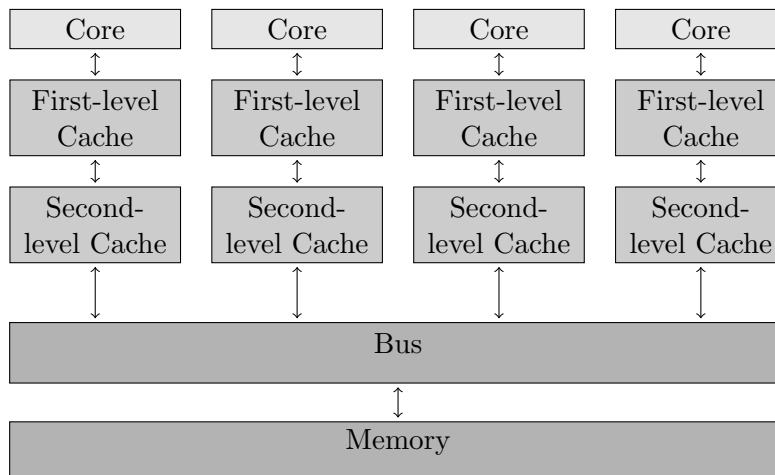 Core
Core
Core
Core
First-level
Cache
First-level
Cache
First-level
Cache
First-level
Cache
Second-
level Cache
Second-
level Cache
Second-
level Cache
Second-
level Cache
Bus
Memory